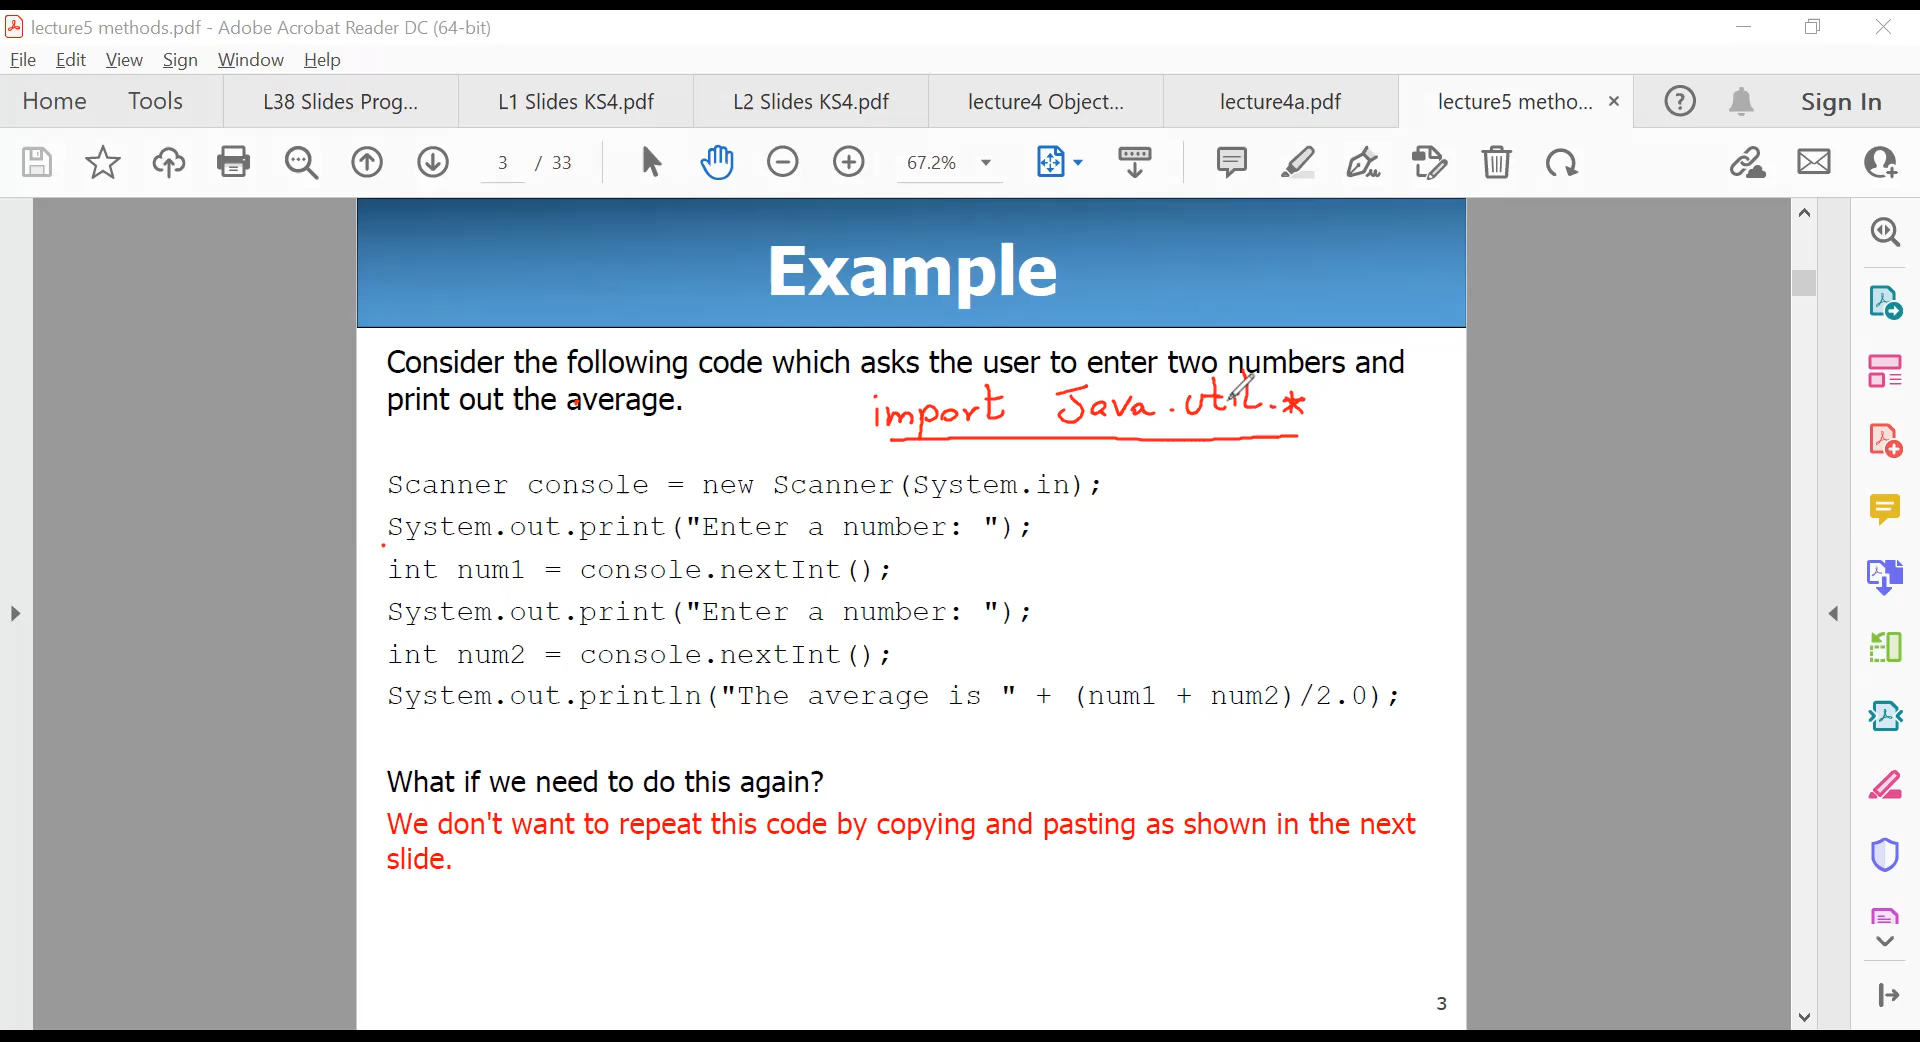 lecture5 methods.pdf - Adobe Acrobat Reader DC (64-bit)
File Edit View Sign Window Help
Home Tools L38 Slides Prog... L1 Slides KS4.pdf L2 Slides KS4.pdf lecture4 Object... lecture4a.pdf lecture5 metho... × Sign In
3 / 33 67.2%
Example
Consider the following code which asks the user to enter two numbers and
print out the average.
import Java.util.*
Scanner console = new Scanner(System.in);
System.out.print("Enter a number: ");
int num1 = console.nextInt();
System.out.print("Enter a number: ");
int num2 = console.nextInt();
System.out.println("The average is " + (num1 + num2)/2.0);
What if we need to do this again?
We don't want to repeat this code by copying and pasting as shown in the next
slide.
3